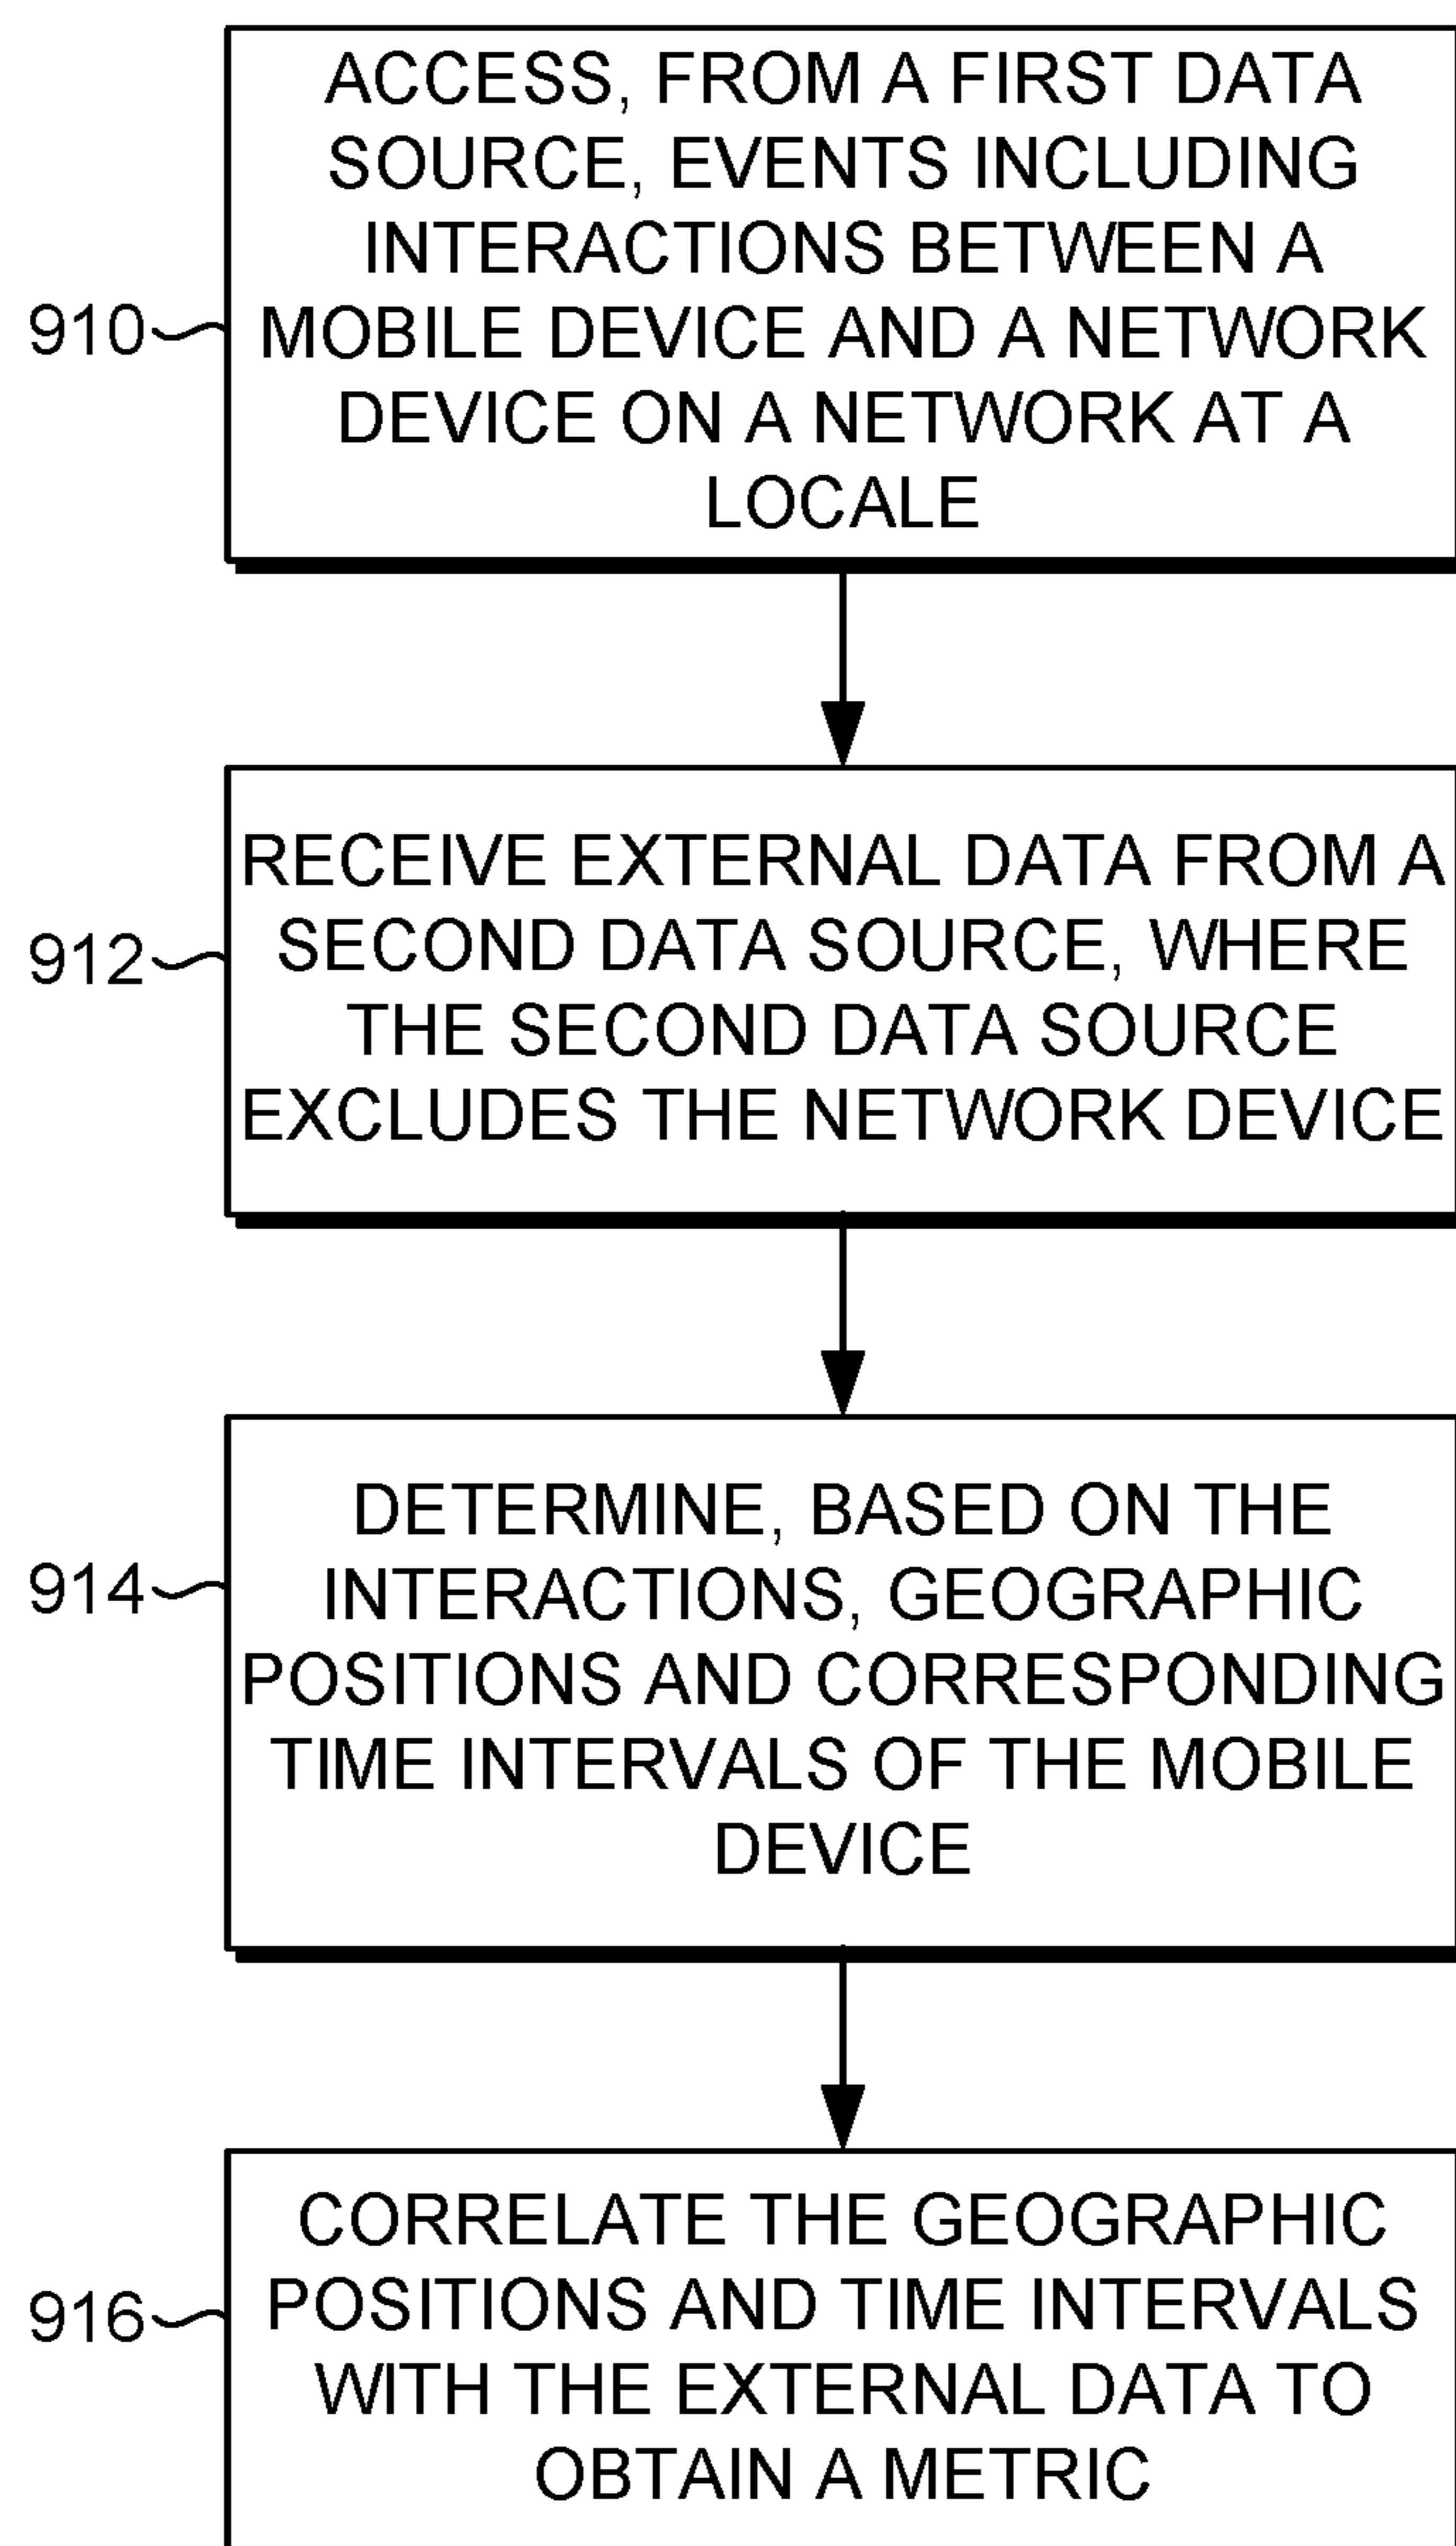 ACCESS, FROM A FIRST DATA
SOURCE, EVENTS INCLUDING
INTERACTIONS BETWEEN A
910
MOBILE DEVICE AND A NETWORK
DEVICE ON A NETWORK AT A
LOCALE
RECEIVE EXTERNAL DATA FROM A
912
SECOND DATA SOURCE, WHERE
THE SECOND DATA SOURCE
EXCLUDES THE NETWORK DEVICE
DETERMINE, BASED ON THE
914
INTERACTIONS, GEOGRAPHIC
POSITIONS AND CORRESPONDING
TIME INTERVALS OF THE MOBILE
DEVICE
CORRELATE THE GEOGRAPHIC
916
POSITIONS AND TIME INTERVALS
WITH THE EXTERNAL DATA TO
OBTAIN A METRIC